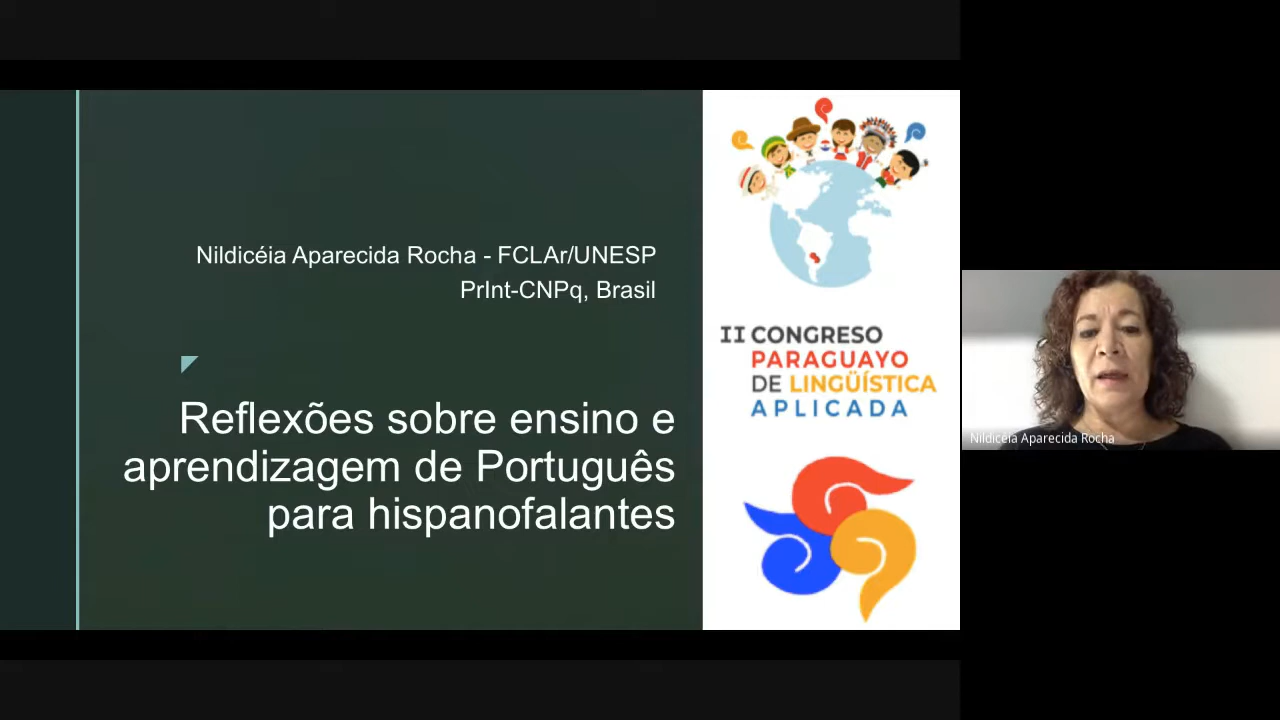 Nildicéia Aparecida Rocha - FCLAr/UNESP
PrInt-CNPq, Brasil
Reflexões sobre ensino e
aprendizagem de Português
para hispanofalantes
II CONGRESO
PARAGUAYO
DE LINGÜÍSTICA
APLICADA
Nildicéia Aparecida Rocha